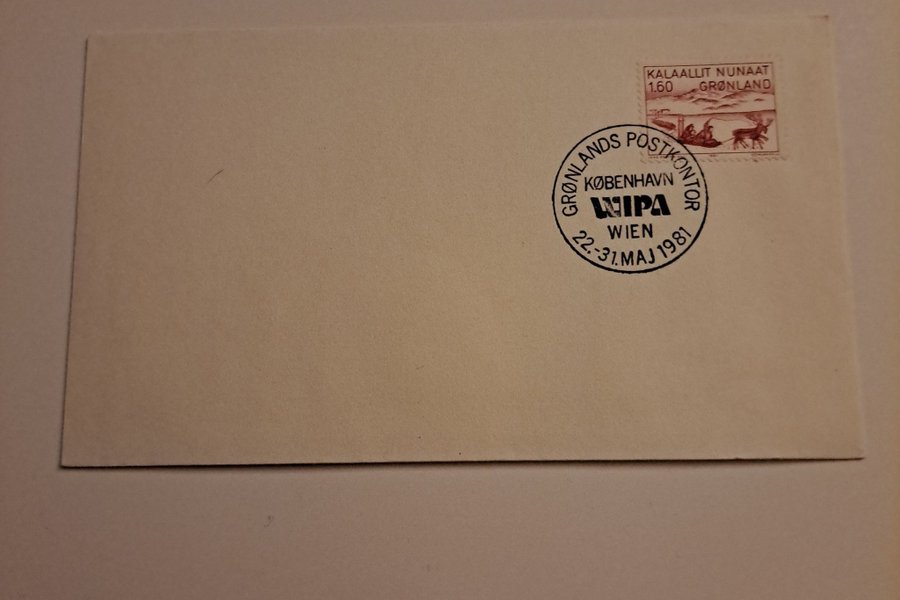 KALAALLIT NUNAAT
1.60 GRØNLAND
GRØNLANDS POSTKONTOR
KØBENHAVN
WIPA
WIEN
22.-31.MAJ 1981